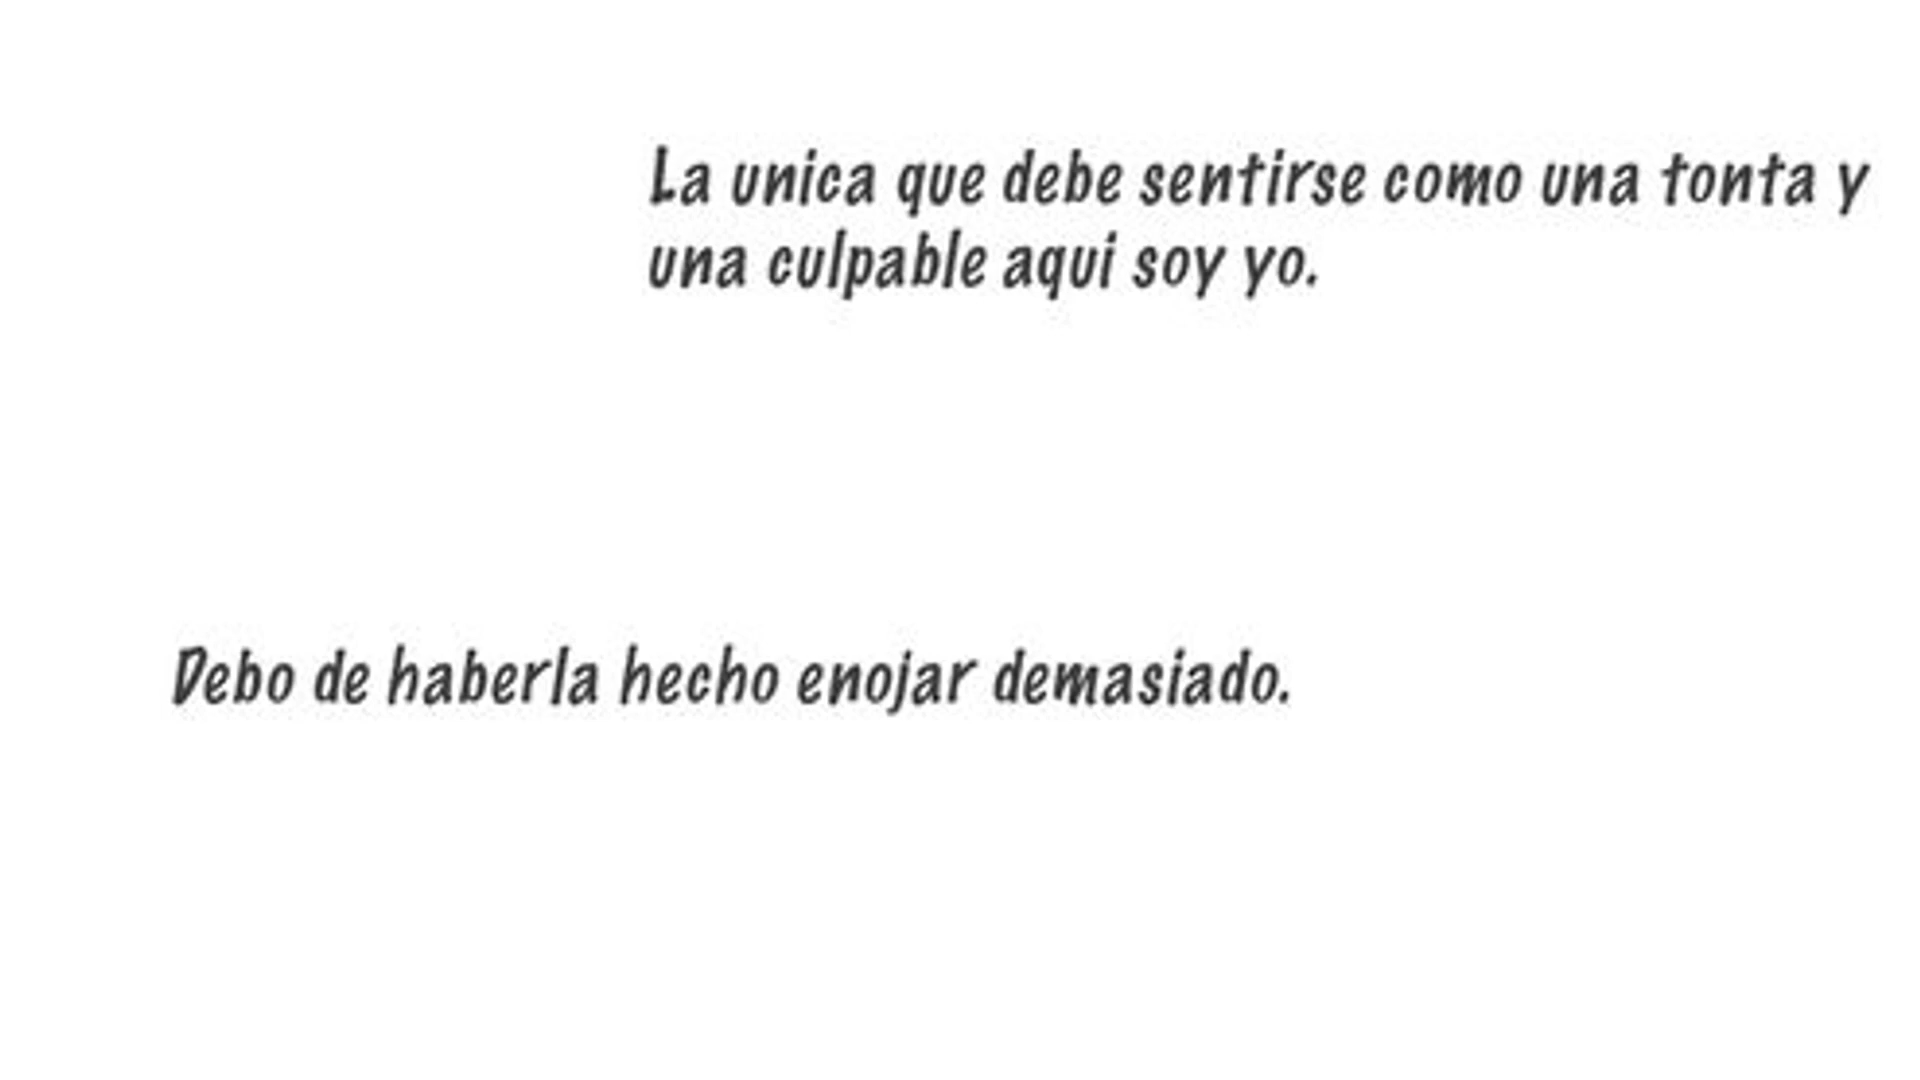 La unica que debe sentirse como una tonta y
una culpable aqui soy yo.
Debo de haberla hecho enojar demasiado.